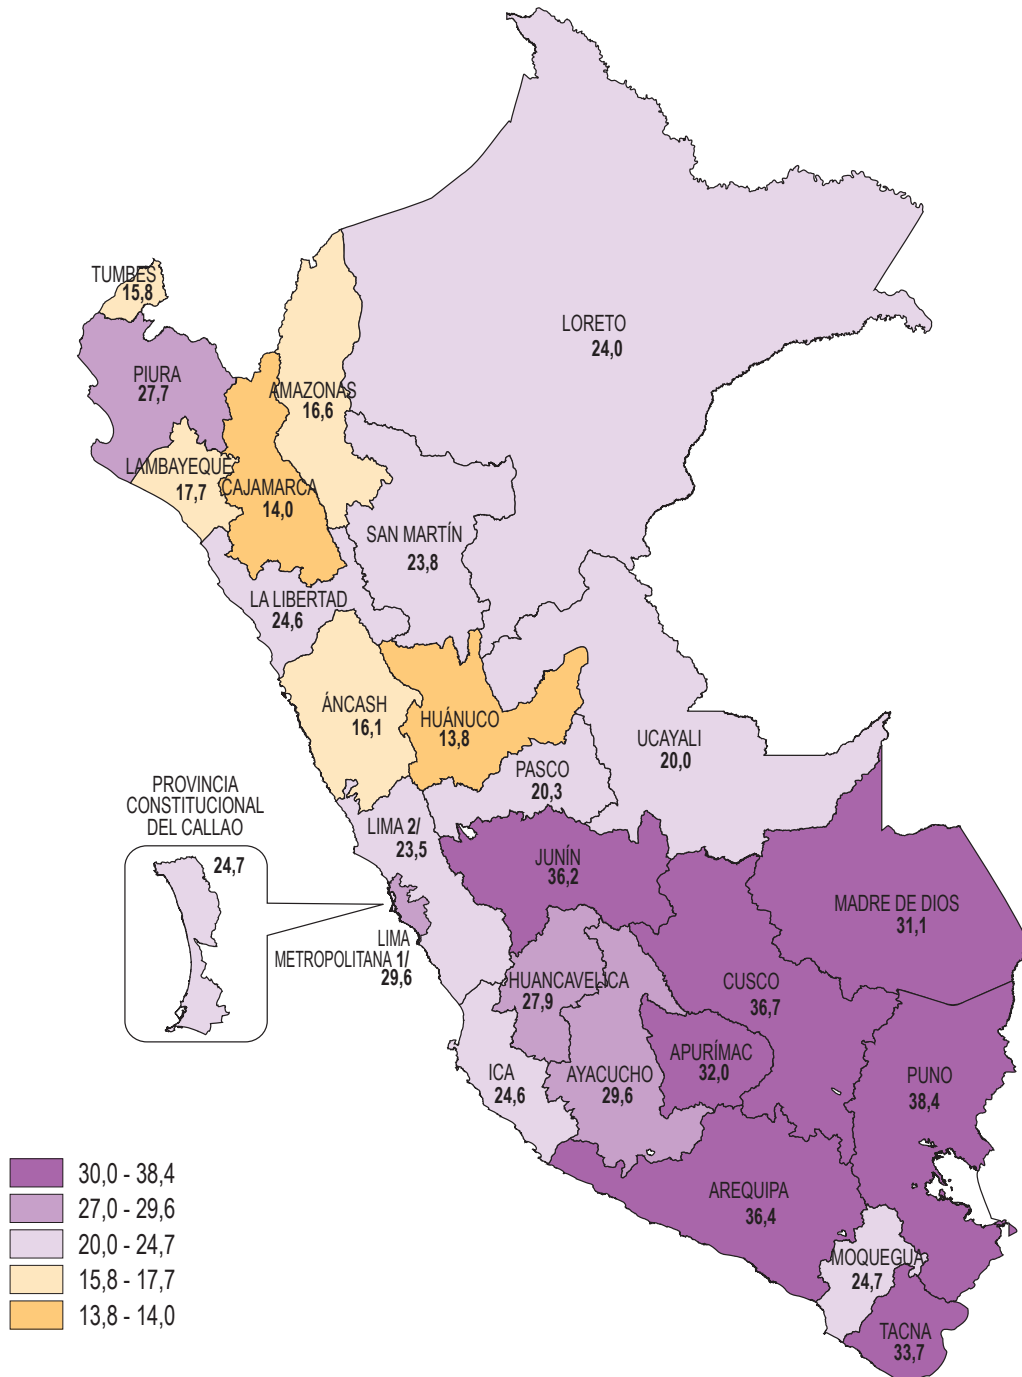 TUMBES
15,8
LORETO
24,0
PIURA
27,7
AMAZONAS
16,6
LAMBAYEQUE
17,7
CAJAMARCA
14,0
SAN MARTÍN
23,8
LA LIBERTAD
24,6
ÁNCASH
16,1
HUÁNUCO
13,8
UCAYALI
20,0
PASCO
20,3
PROVINCIA
CONSTITUCIONAL
DEL CALLAO
24,7
LIMA 2/
23,5
JUNÍN
36,2
MADRE DE DIOS
31,1
LIMA
METROPOLITANA 1/
29,6
HUANCAVELICA
27,9
CUSCO
36,7
APURÍMAC
32,0
ICA
24,6
AYACUCHO
29,6
PUNO
38,4
AREQUIPA
36,4
MOQUEGUA
24,7
TACNA
33,7
30,0 - 38,4
27,0 - 29,6
20,0 - 24,7
15,8 - 17,7
13,8 - 14,0